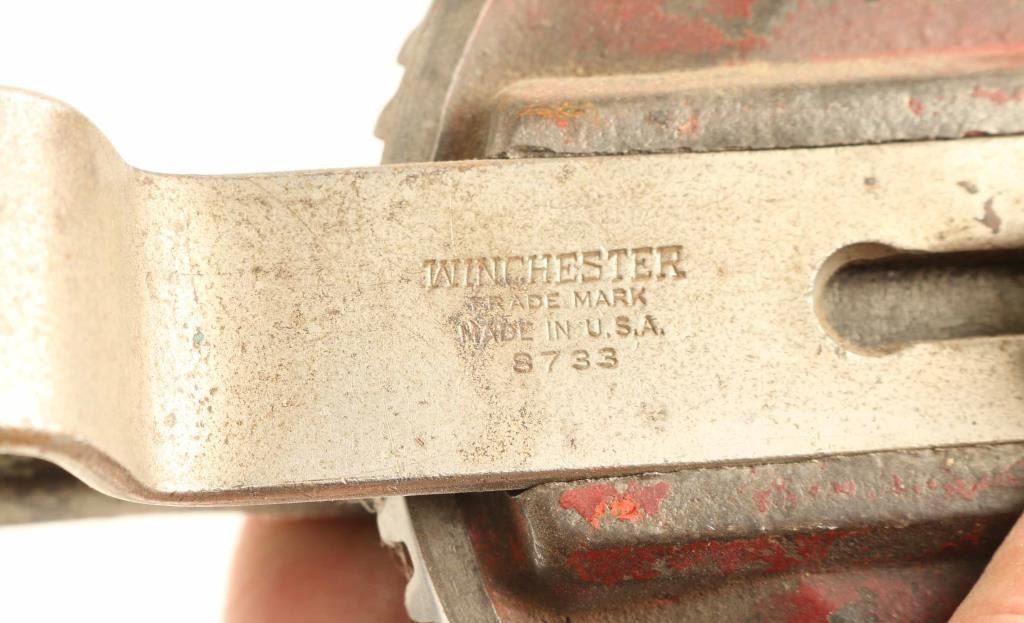 WINCHESTER
TRADE MARK
MADE IN U.S.A.
8733